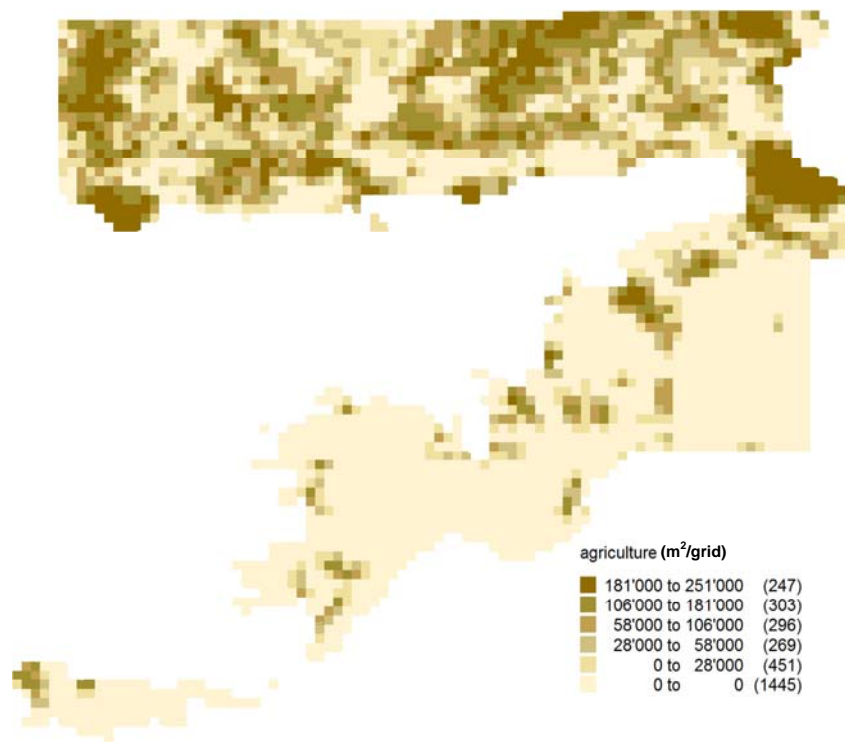 agriculture (m²/grid)
181'000 to 251'000 (247)
106'000 to 181'000 (303)
58'000 to 106'000 (296)
28'000 to 58'000 (269)
0 to 28'000 (451)
0 to 0 (1445)